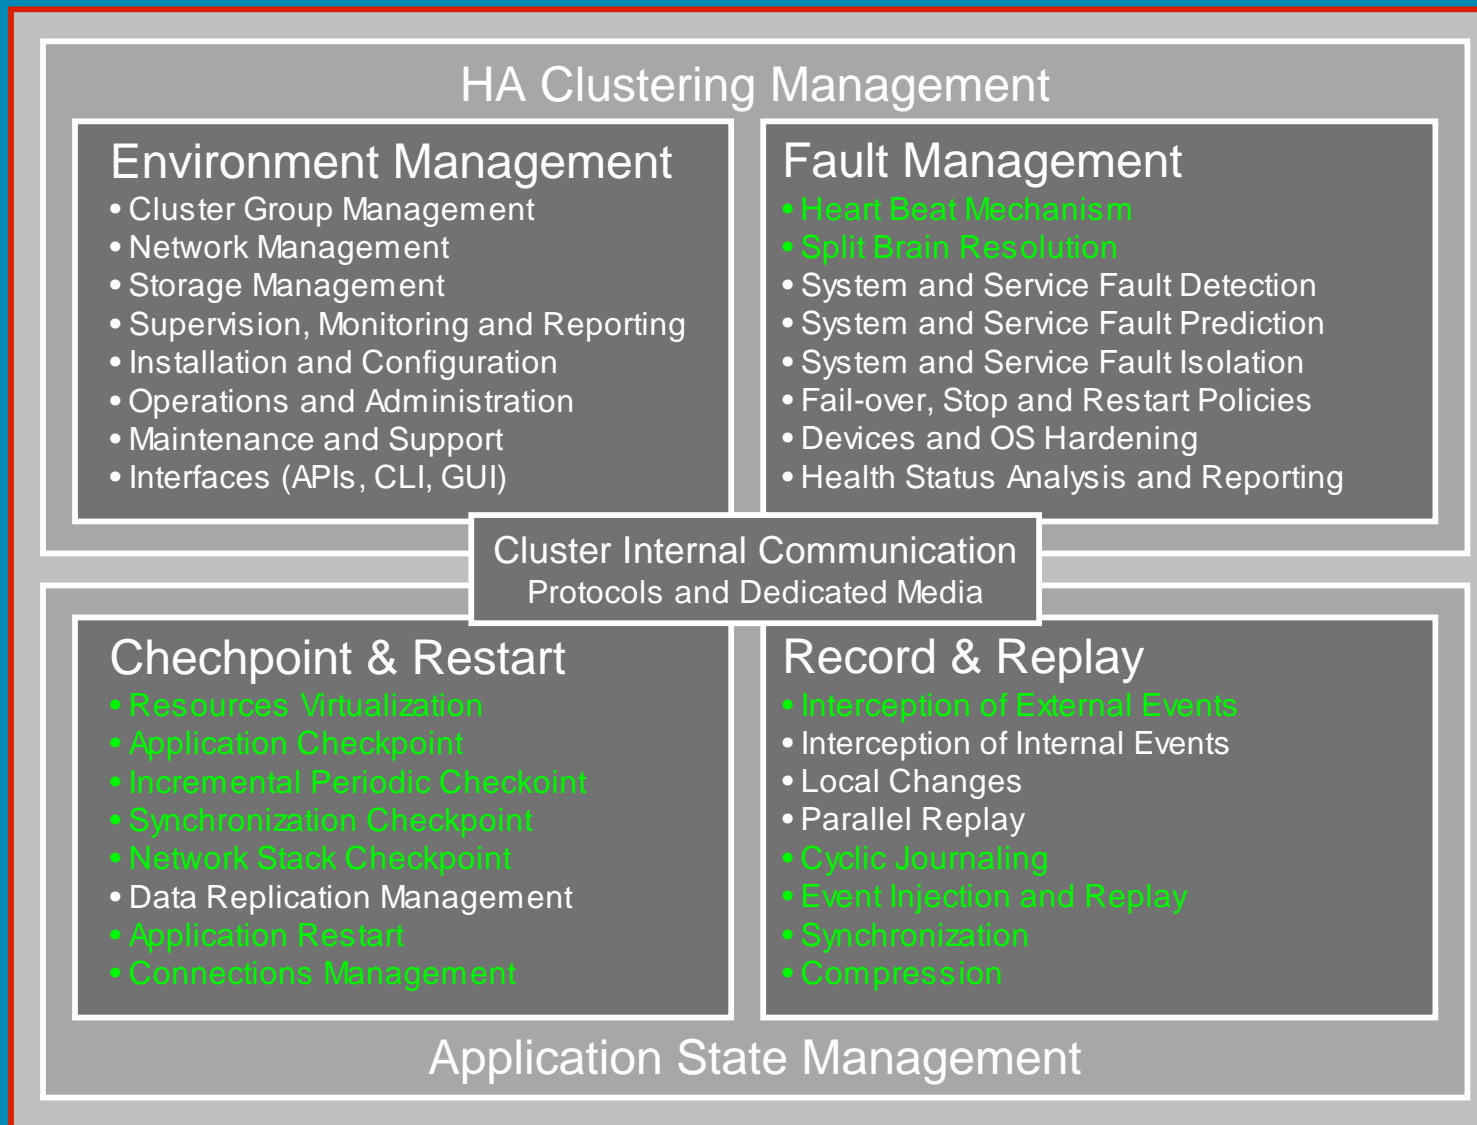 HA Clustering Management
Environment Management
• Cluster Group Management
• Network Management
• Storage Management
• Supervision, Monitoring and Reporting
• Installation and Configuration
• Operations and Administration
• Maintenance and Support
• Interfaces (APIs, CLI, GUI)
Fault Management
• Heart Beat Mechanism
• Split Brain Resolution
• System and Service Fault Detection
• System and Service Fault Prediction
• System and Service Fault Isolation
• Fail-over, Stop and Restart Policies
• Devices and OS Hardening
• Health Status Analysis and Reporting
Cluster Internal Communication
Protocols and Dedicated Media
Chechpoint & Restart
• Resources Virtualization
• Application Checkpoint
• Incremental Periodic Checkoint
• Synchronization Checkpoint
• Network Stack Checkpoint
• Data Replication Management
• Application Restart
• Connections Management
Record & Replay
• Interception of External Events
• Interception of Internal Events
• Local Changes
• Parallel Replay
• Cyclic Journaling
• Event Injection and Replay
• Synchronization
• Compression
Application State Management